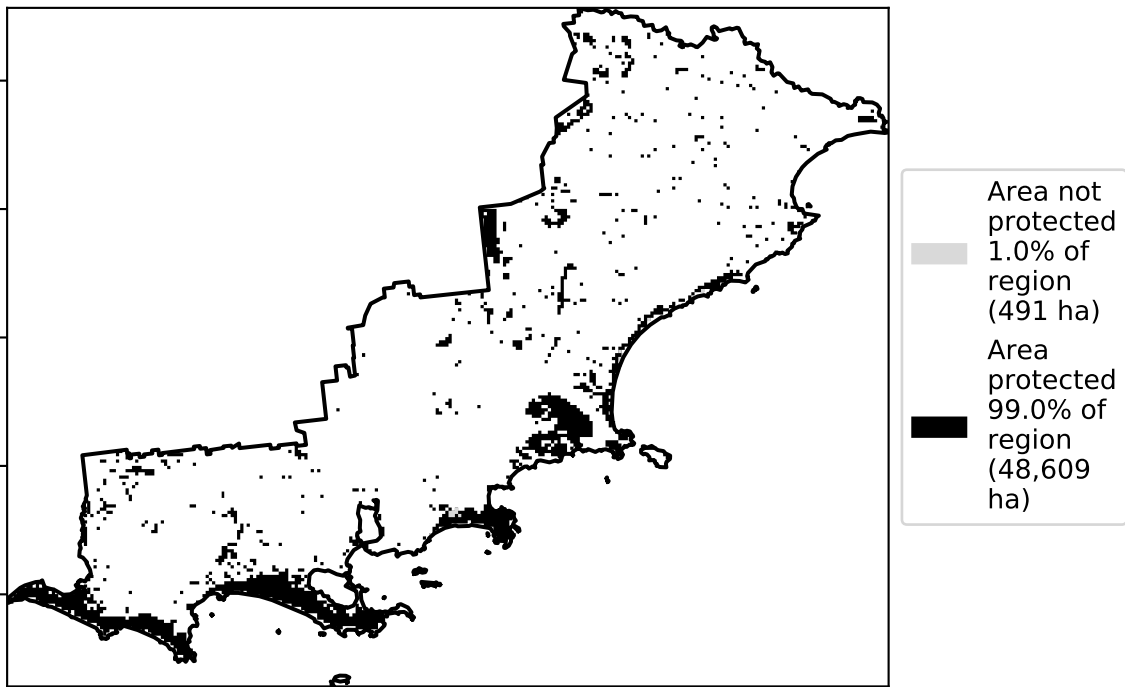 Area not
protected
1.0% of
region
(491 ha)
Area
protected
99.0% of
region
(48,609
ha)